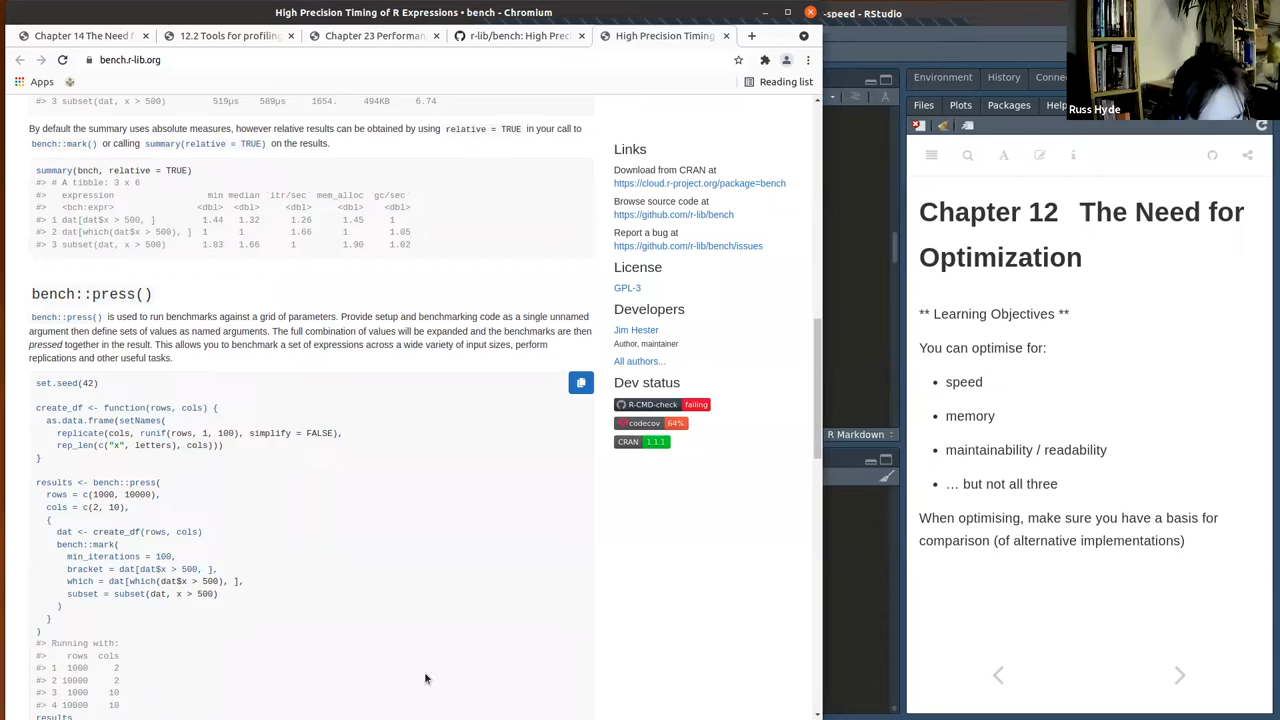 High Precision Timing of R Expressions • bench - Chromium
-speed - RStudio
Chapter 14 The Need f
12.2 Tools for profiling
Chapter 23 Performan
r-lib/bench: High Prec
High Precision Timing
bench.r-lib.org
Apps
Reading list
#> 3 subset(dat, x > 500) 519µs 589µs 1654. 494KB 6.74
By default the summary uses absolute measures, however relative results can be obtained by using relative = TRUE in your call to
bench::mark() or calling summary(relative = TRUE) on the results.
summary(bnch, relative = TRUE)
#> # A tibble: 3 x 6
#> expression min median `itr/sec` mem_alloc `gc/sec`
#> <bch:expr> <dbl> <dbl> <dbl> <dbl> <dbl>
#> 1 dat[dat$x > 500, ] 1.44 1.32 1.26 1.45 1
#> 2 dat[which(dat$x > 500), ] 1 1 1.66 1 1.05
#> 3 subset(dat, x > 500) 1.83 1.66 1 1.90 1.02
bench::press()
bench::press() is used to run benchmarks against a grid of parameters. Provide setup and benchmarking code as a single unnamed
argument then define sets of values as named arguments. The full combination of values will be expanded and the benchmarks are then
pressed together in the result. This allows you to benchmark a set of expressions across a wide variety of input sizes, perform
replications and other useful tasks.
set.seed(42)
create_df <- function(rows, cols) {
as.data.frame(setNames(
replicate(cols, runif(rows, 1, 100), simplify = FALSE),
rep_len(c("x", letters), cols)))
}
results <- bench::press(
rows = c(1000, 10000),
cols = c(2, 10),
{
dat <- create_df(rows, cols)
bench::mark(
min_iterations = 100,
bracket = dat[dat$x > 500, ],
which = dat[which(dat$x > 500), ],
subset = subset(dat, x > 500)
)
}
)
#> Running with:
#> rows cols
#> 1 1000 2
#> 2 10000 2
#> 3 1000 10
#> 4 10000 10
results
Links
Download from CRAN at
https://cloud.r-project.org/package=bench
Browse source code at
https://github.com/r-lib/bench
Report a bug at
https://github.com/r-lib/bench/issues
License
GPL-3
Developers
Jim Hester
Author, maintainer
All authors...
Dev status
R-CMD-check failing
codecov 64%
CRAN 1.1.1
R Markdown
Environment History Conne
Files Plots Packages Help
Russ Hyde
Chapter 12 The Need for
Optimization
** Learning Objectives **
You can optimise for:
• speed
• memory
• maintainability / readability
• … but not all three
When optimising, make sure you have a basis for
comparison (of alternative implementations)